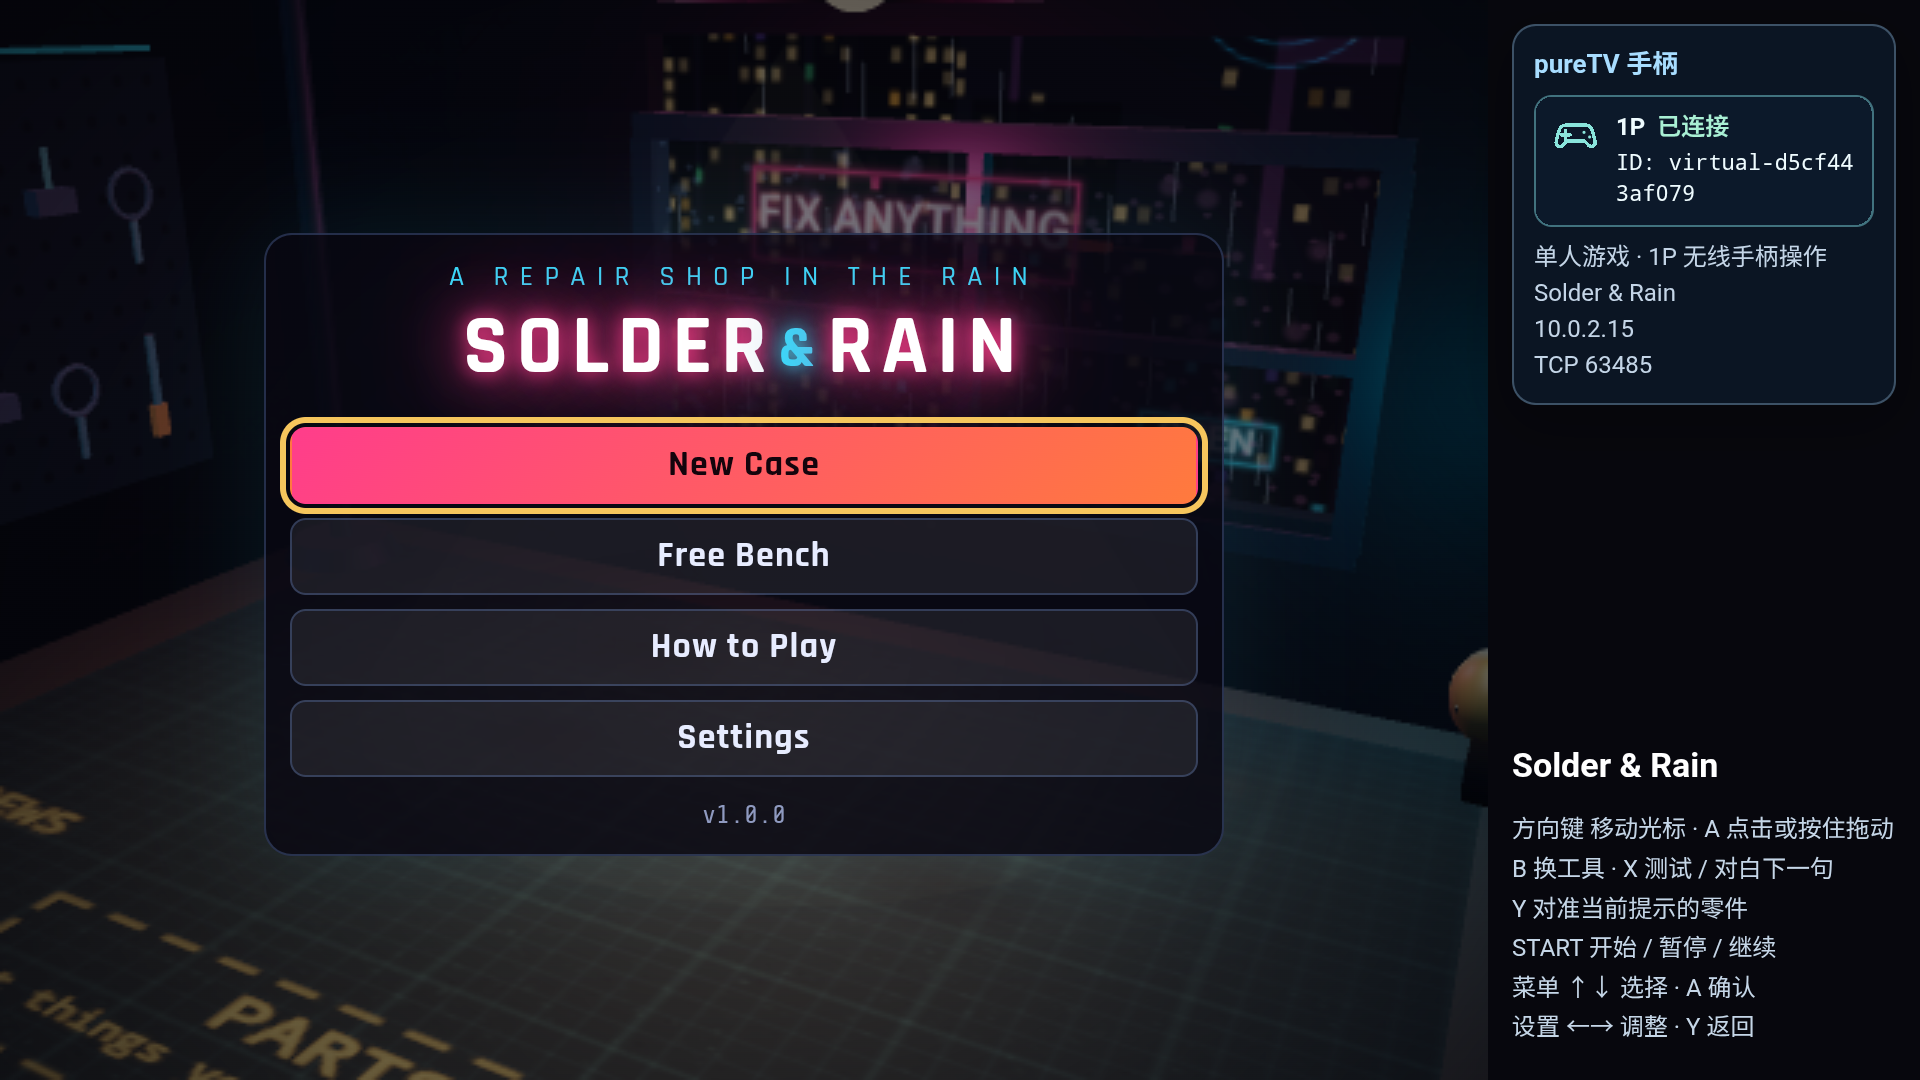 FIX ANYTHING
A REPAIR SHOP IN THE RAIN
SOLDER & RAIN
New Case
Free Bench
How to Play
Settings
v1.0.0
things
PARTS
pureTV 手柄
1P 已连接
ID: virtual-d5cf44
3af079
单人游戏 · 1P 无线手柄操作
Solder & Rain
10.0.2.15
TCP 63485
Solder & Rain
方向键 移动光标 · A 点击或按住拖动
B 换工具 · X 测试 / 对白下一句
Y 对准当前提示的零件
START 开始 / 暂停 / 继续
菜单 ↑↓ 选择 · A 确认
设置 ←→ 调整 · Y 返回